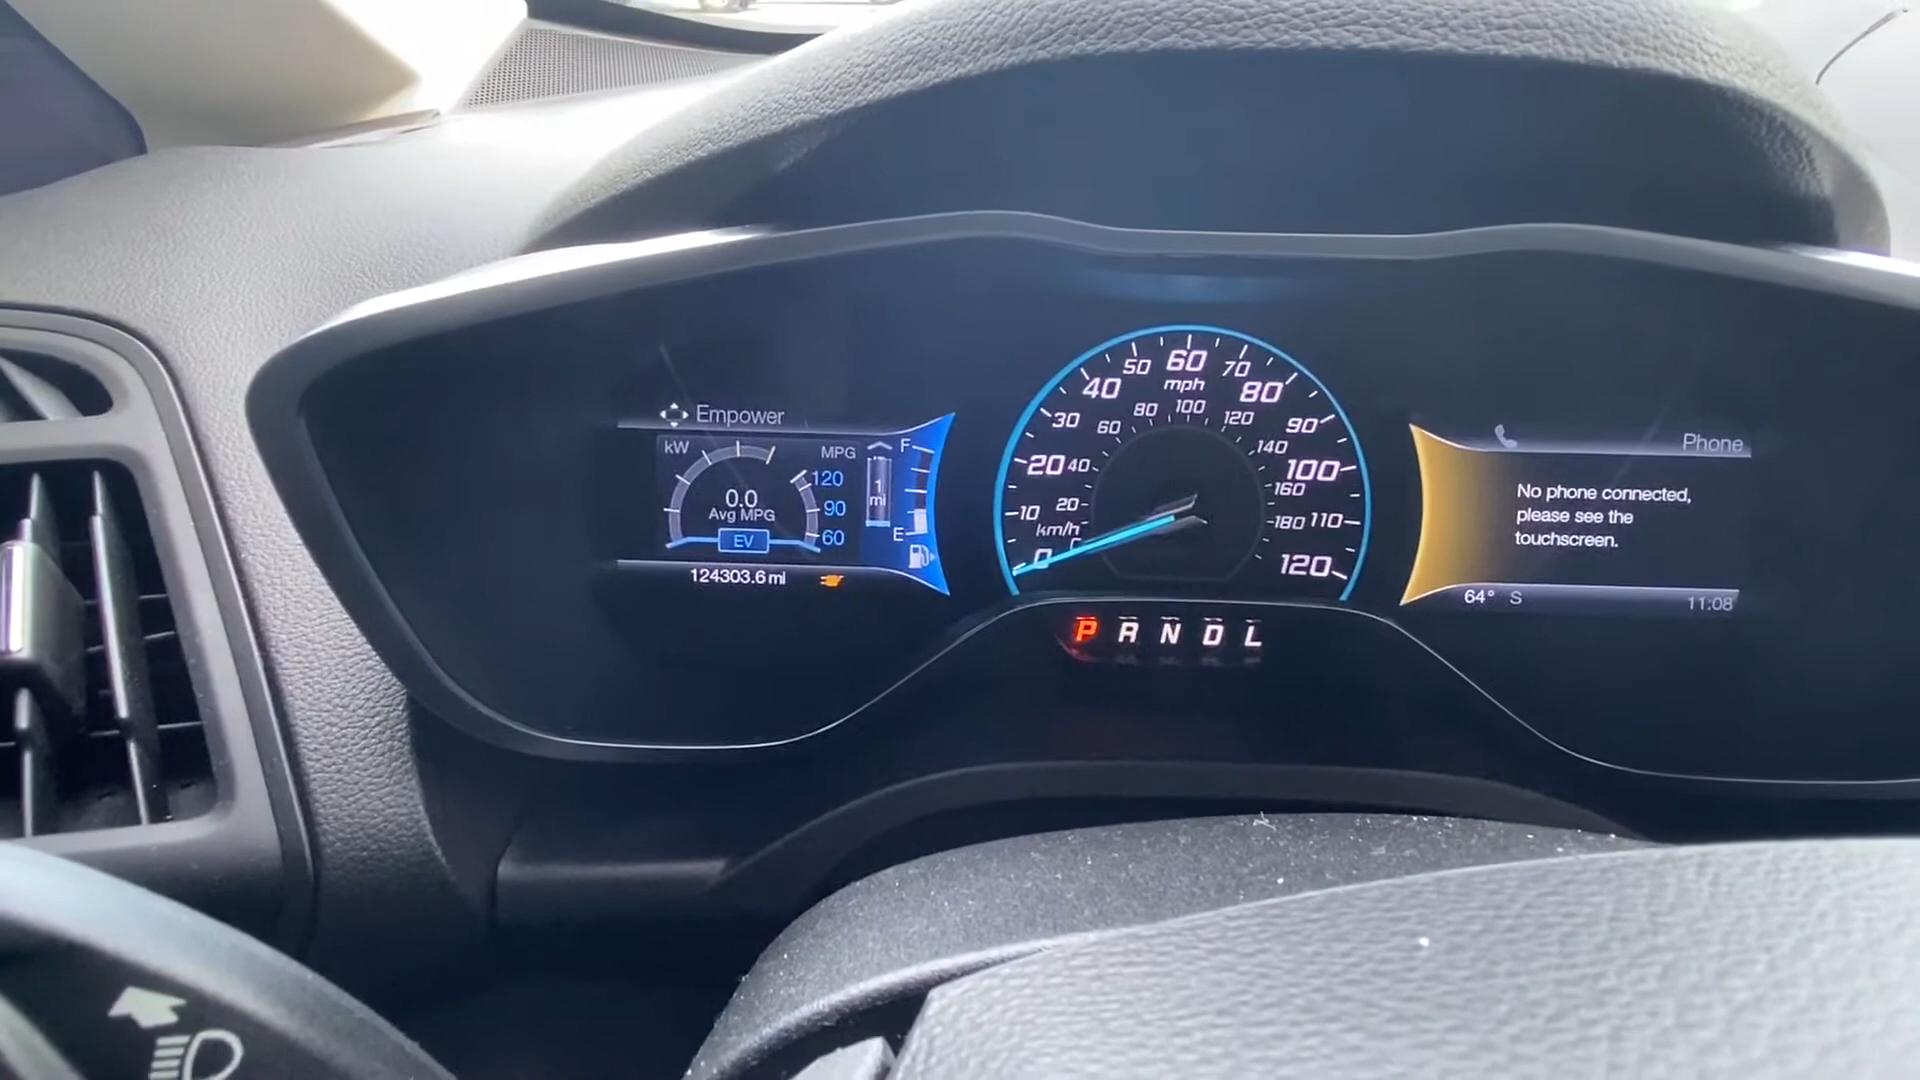 Empower
kW
MPG
120
90
60
0.0
Avg MPG
EV
1
mi
F
E
124303.6 mi
0
10
20
30
40
50
60
70
80
90
100
110
120
mph
20
40
60
80
100
120
140
160
180
km/h
P R N D L
Phone
No phone connected,
please see the
touchscreen.
64° S
11:08